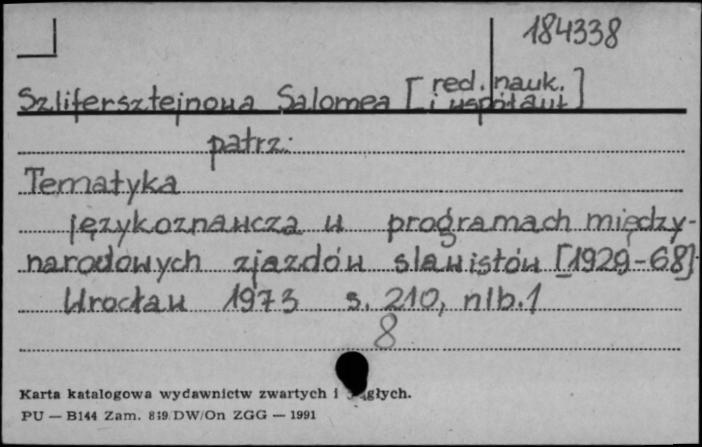 184338
Szlifersztejnowa Salomea [red. nauk. i współaut]
patrz:
Tematyka
językoznawcza w programach między-
narodowych zjazdów slawistów [1929-68]
Wrocław 1973 s. 210, nlb. 1
8
Karta katalogowa wydawnictw zwartych i głych.
PU — B144 Zam. 819/DW/On ZGG — 1991